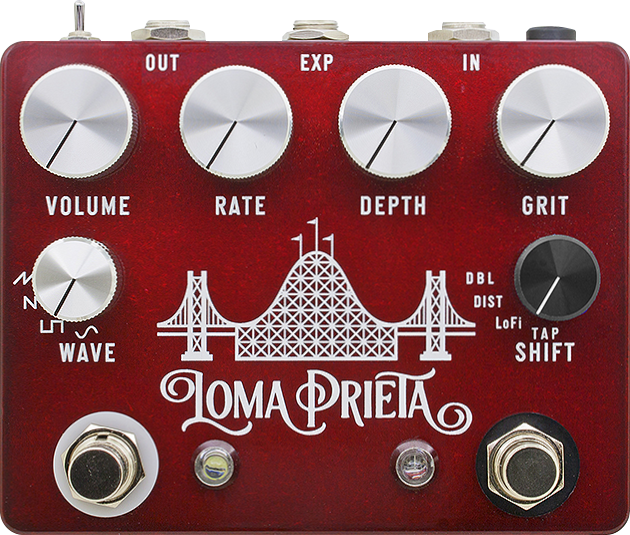 OUT EXP IN
VOLUME RATE DEPTH GRIT
DBL
DIST
LoFi
TAP
WAVE SHIFT
LOMA PRIETA